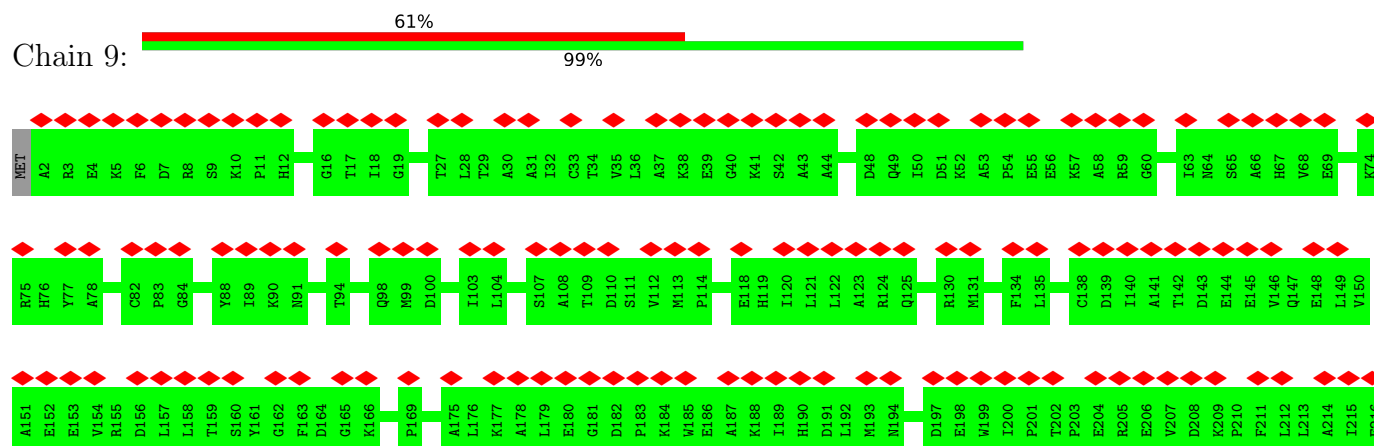 61%
Chain 9:
99%
MET A2 R3 E4 K5 F6 D7 R8 S9 K10 P11 H12 G16 T17 I18 G19 T27 L28 T29 A30 A31 I32 C33 T34 V35 L36 A37 K38 E39 G40 K41 S42 A43 A44 D48 Q49 I50 D51 K52 A53 P54 E55 E56 K57 A58 R59 G60 I63 N64 S65 A66 H67 V68 E69 K74
R75 H76 Y77 A78 C82 P83 G84 Y88 I89 K90 N91 T94 Q98 M99 D100 I103 L104 S107 A108 T109 D110 S111 V112 M113 P114 E118 H119 I120 L121 L122 A123 R124 Q125 R130 M131 F134 L135 C138 D139 I140 A141 T142 D143 E144 E145 V146 Q147 E148 L149 V150
A151 E152 E153 V154 R155 D156 L157 L158 T159 S160 Y161 G162 F163 D164 G165 K166 P169 A175 L176 K177 A178 L179 E180 G181 D182 P183 K184 W185 E186 A187 K188 I189 H190 D191 L192 M193 N194 D197 E198 W199 I200 P201 T202 P203 E204 R205 E206 V207 D208 K209 P210 F211 L212 L213 A214 I215